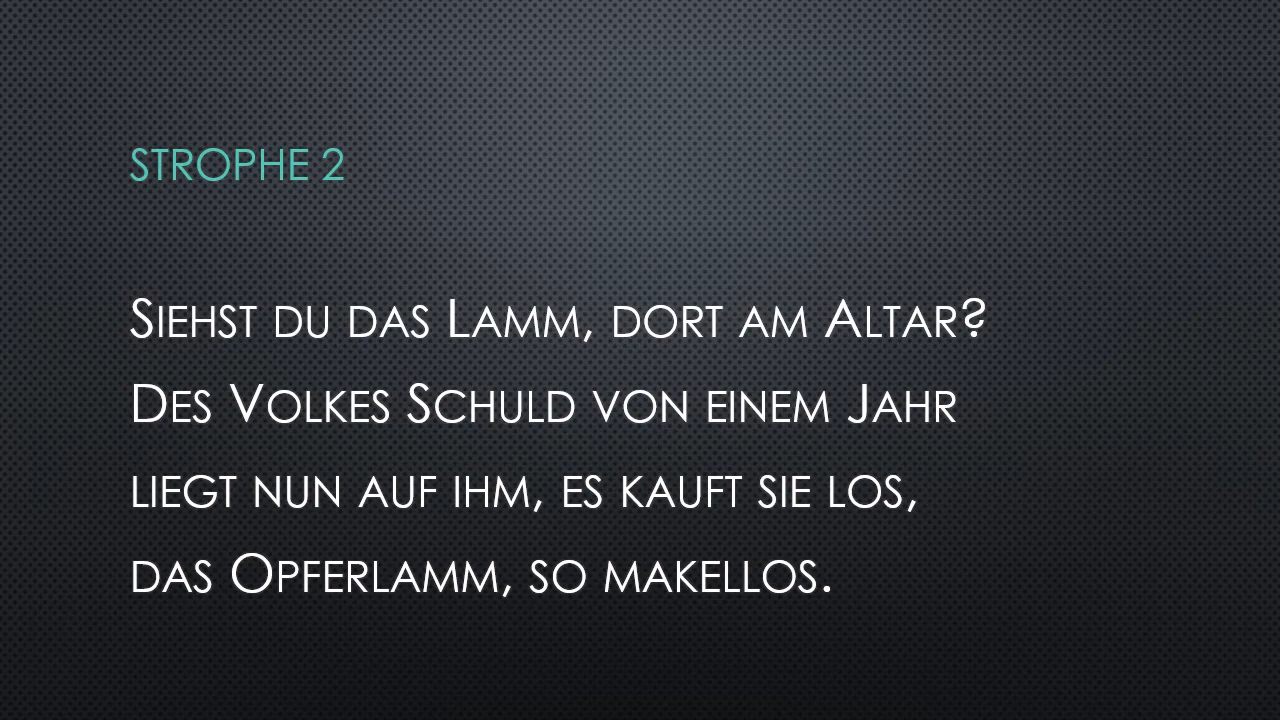 STROPHE 2
Siehst du das Lamm, dort am Altar?
Des Volkes Schuld von einem Jahr
liegt nun auf ihm, es kauft sie los,
das Opferlamm, so makellos.